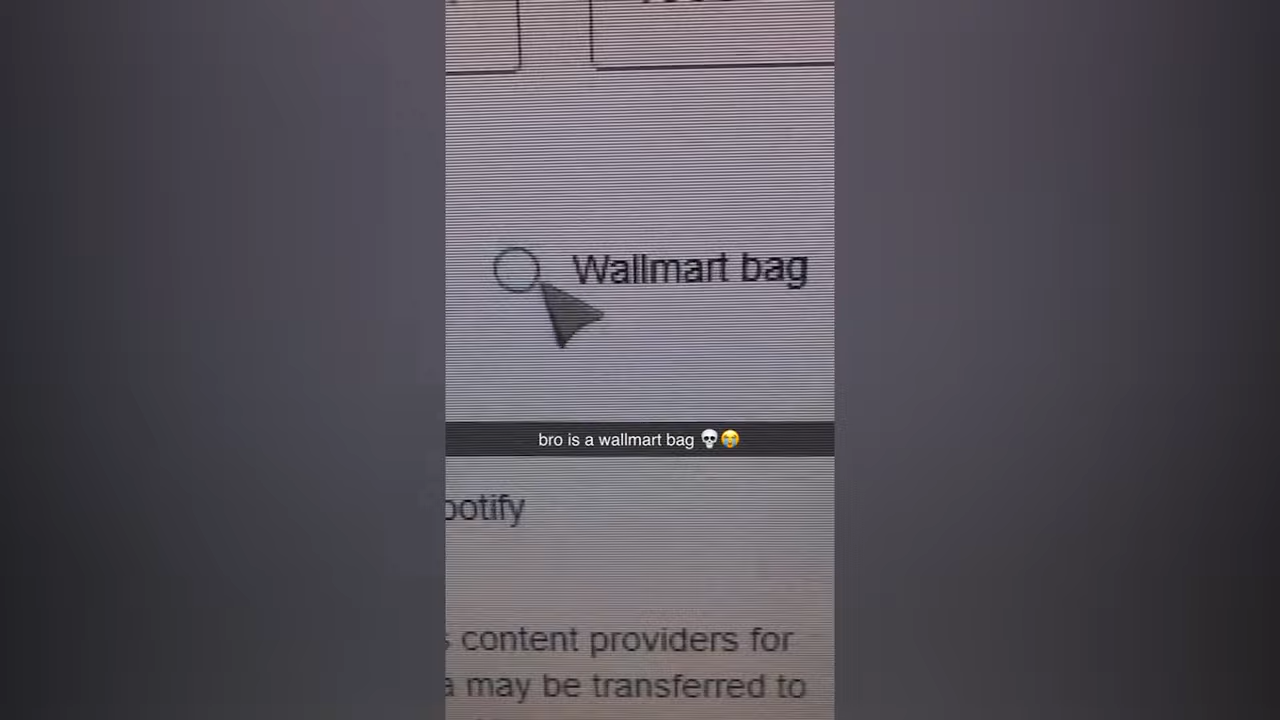 Wallmart bag
bro is a wallmart bag 💀😭
potify
content providers for
may be transferred to